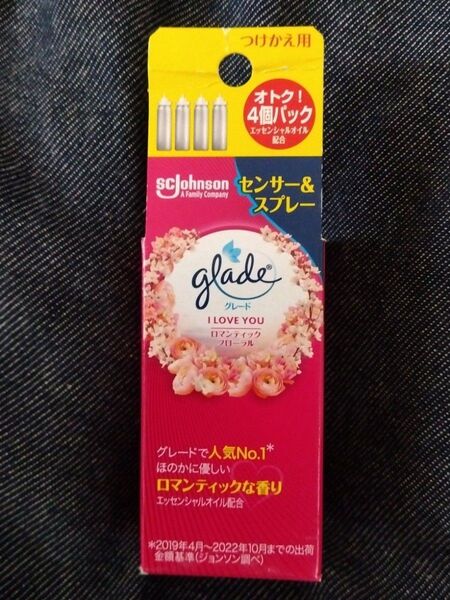 つけかえ用
オトク!
4個パック
エッセンシャルオイル
配合
SC Johnson
A Family Company
センサー&
スプレー
glade®
グレード
I LOVE YOU
ロマンティック
フローラル
グレードで人気No.1*
ほのかに優しい
ロマンティックな香り
エッセンシャルオイル配合
*2019年4月~2022年10月までの出荷
金額基準(ジョンソン調べ)